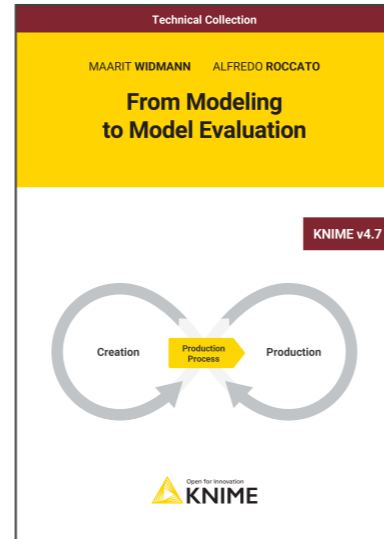 Technical Collection
MAARIT WIDMANN ALFREDO ROCCATO
From Modeling
to Model Evaluation
KNIME v4.7
Creation
Production
Process
Production
Open for Innovation
KNIME